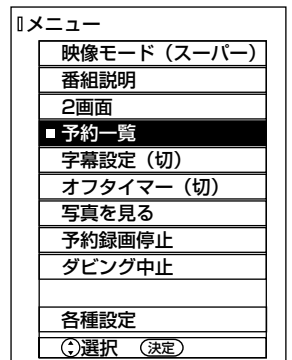 メニュー
映像モード（スーパー）
番組説明
2画面
予約一覧
字幕設定（切）
オフタイマー（切）
写真を見る
予約録画停止
ダビング中止
各種設定
選択 決定